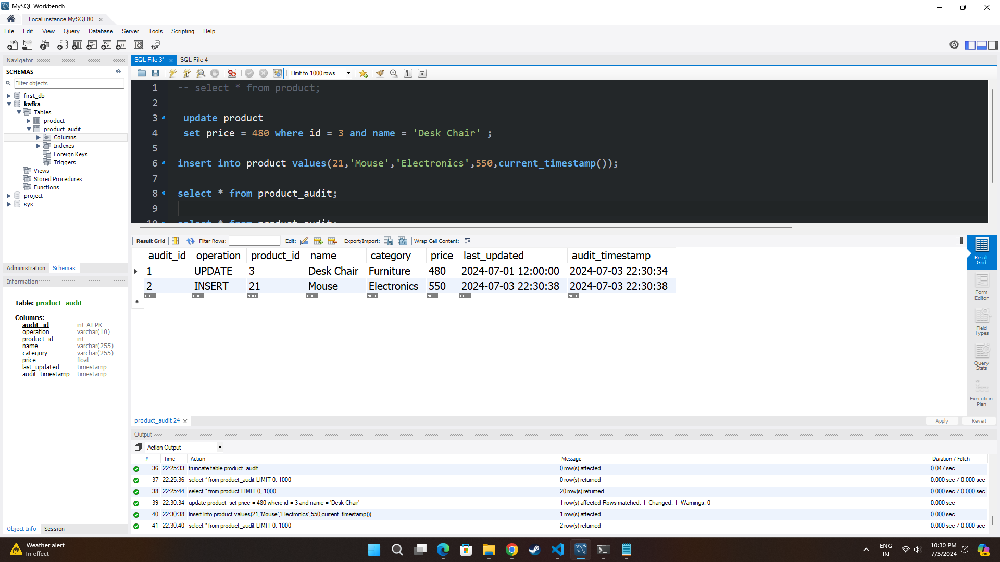 MySQL Workbench
Local instance MySQL80
File Edit View Query Database Server Tools Scripting Help
Navigator
SCHEMAS
Filter objects
first_db
kafka
Tables
product
product_audit
Columns
Indexes
Foreign Keys
Triggers
Views
Stored Procedures
Functions
project
sys
Administration Schemas
Information
Table: product_audit
Columns:
audit_id int AI PK
operation varchar(10)
product_id int
name varchar(255)
category varchar(255)
price float
last_updated timestamp
audit_timestamp timestamp
Object Info Session
SQL File 3* SQL File 4
Limit to 1000 rows
1 -- select * from product;
2
3 update product
4 set price = 480 where id = 3 and name = 'Desk Chair' ;
5
6 insert into product values(21,'Mouse','Electronics',550,current_timestamp());
7
8 select * from product_audit;
9
10 select * from product_audit;
Result Grid Filter Rows: Edit: Export/Import: Wrap Cell Content:
audit_id operation product_id name category price last_updated audit_timestamp
1 UPDATE 3 Desk Chair Furniture 480 2024-07-01 12:00:00 2024-07-03 22:30:34
2 INSERT 21 Mouse Electronics 550 2024-07-03 22:30:38 2024-07-03 22:30:38
NULL NULL NULL NULL NULL NULL NULL NULL
Result
Grid
Form
Editor
Field
Types
Query
Stats
Execution
Plan
product_audit 24
Apply Revert
Output
Action Output
# Time Action Message Duration / Fetch
36 22:25:33 truncate table product_audit 0 row(s) affected 0.047 sec
37 22:25:36 select * from product_audit LIMIT 0, 1000 0 row(s) returned 0.000 sec / 0.000 sec
38 22:25:44 select * from product LIMIT 0, 1000 20 row(s) returned 0.000 sec / 0.000 sec
39 22:30:34 update product set price = 480 where id = 3 and name = 'Desk Chair' 1 row(s) affected Rows matched: 1 Changed: 1 Warnings: 0 0.000 sec
40 22:30:38 insert into product values(21,'Mouse','Electronics',550,current_timestamp()) 1 row(s) affected 0.000 sec
41 22:30:40 select * from product_audit LIMIT 0, 1000 2 row(s) returned 0.000 sec / 0.000 sec
Weather alert
In effect
ENG
IN
10:30 PM
7/3/2024
PRE